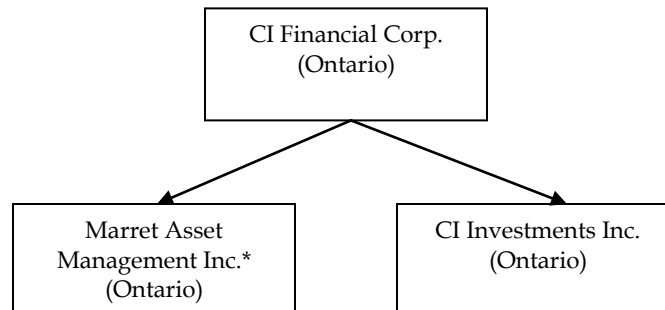 CI Financial Corp.
(Ontario)
Marret Asset
Management Inc.*
(Ontario)
CI Investments Inc.
(Ontario)